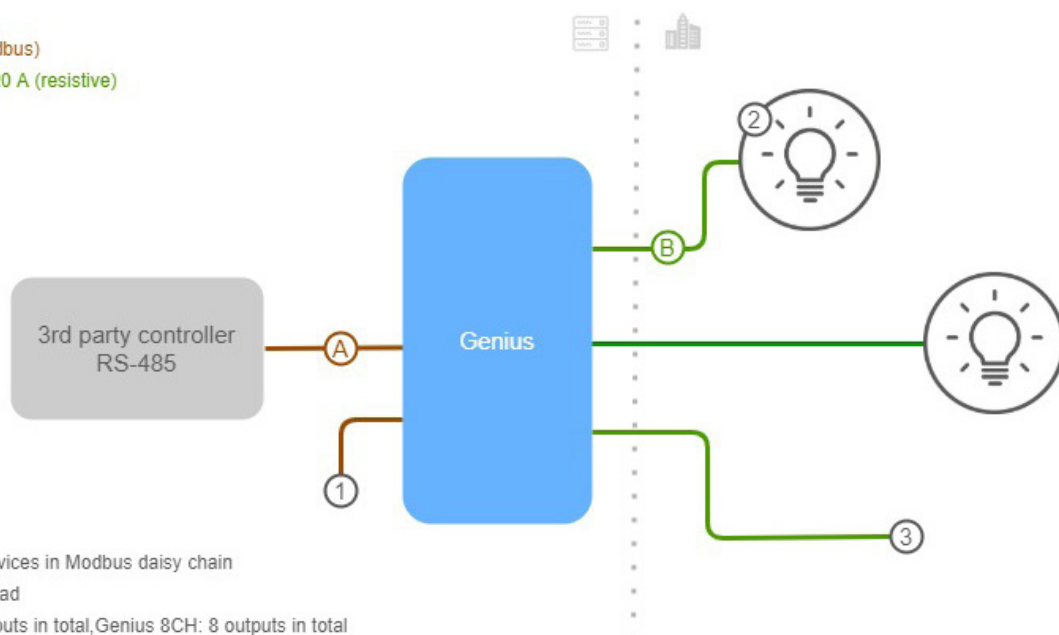 dbus)
0 A (resistive)
2
B
3rd party controller
RS-485
A
Genius
1
3
vices in Modbus daisy chain
ad
uts in total,Genius 8CH: 8 outputs in total